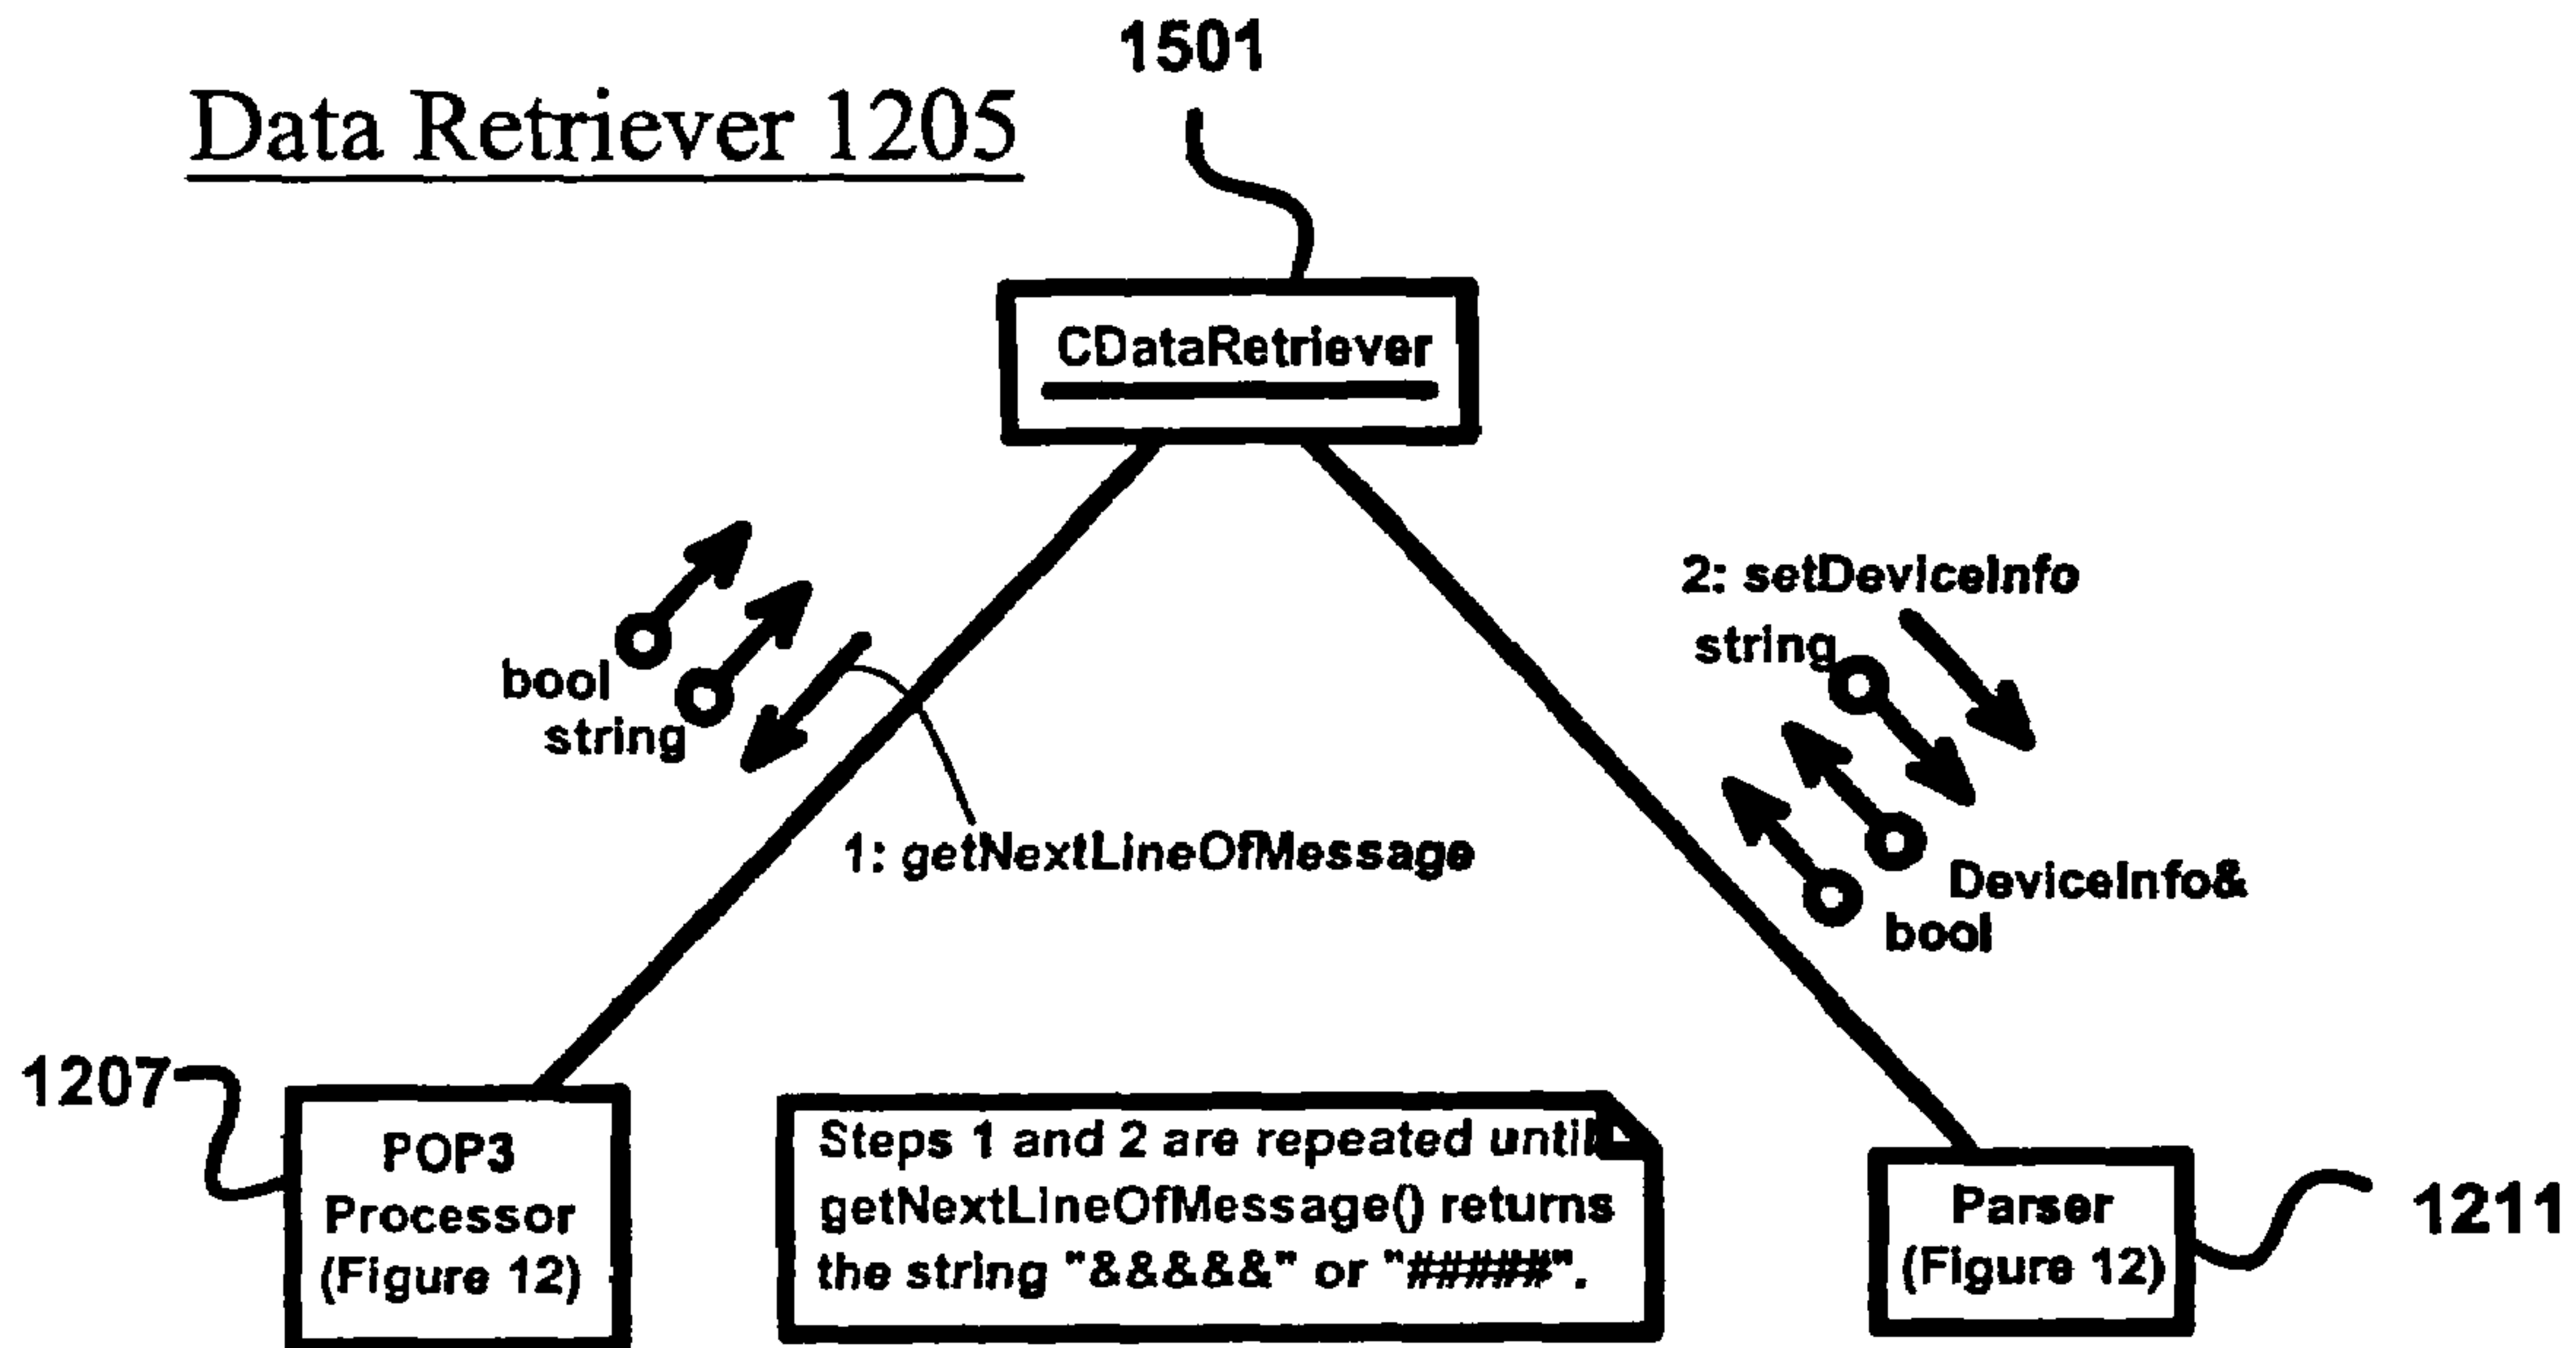 1501
Data Retriever 1205
CDataRetriever
2: setDeviceInfo
string
bool
string
1: getNextLineOfMessage
DeviceInfo&
bool
1207
POP3
Processor
(Figure 12)
Steps 1 and 2 are repeated until
getNextLineOfMessage() returns
the string "&&&&&" or "#####".
Parser
(Figure 12)
1211